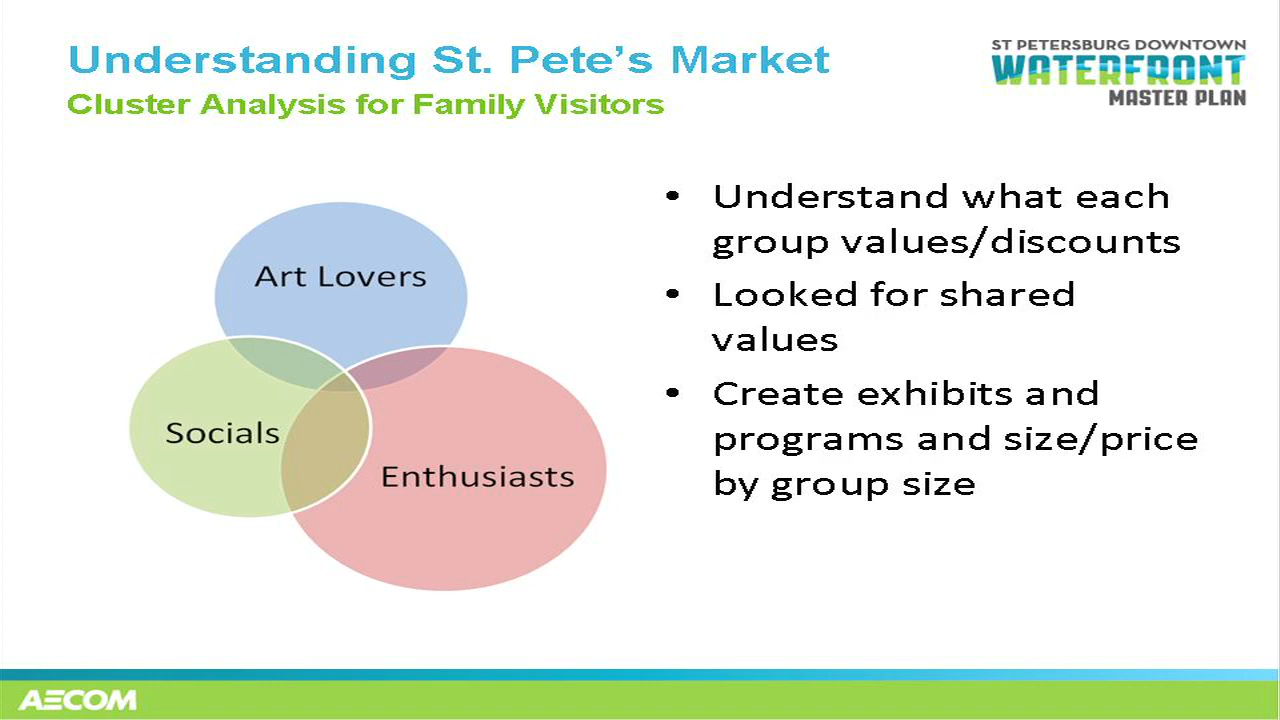 Understanding St. Pete's Market
Cluster Analysis for Family Visitors
ST PETERSBURG DOWNTOWN
WATERFRONT
MASTER PLAN
Art Lovers
Socials
Enthusiasts
• Understand what each
group values/discounts
• Looked for shared
values
• Create exhibits and
programs and size/price
by group size
AECOM